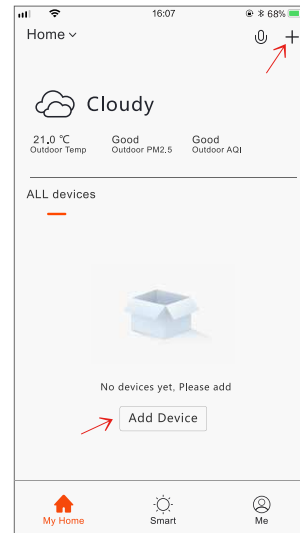 16:07
68%
Home
Cloudy
21.0 ℃ Good Good
Outdoor Temp Outdoor PM2.5 Outdoor AQI
ALL devices
No devices yet, Please add
Add Device
My Home Smart Me